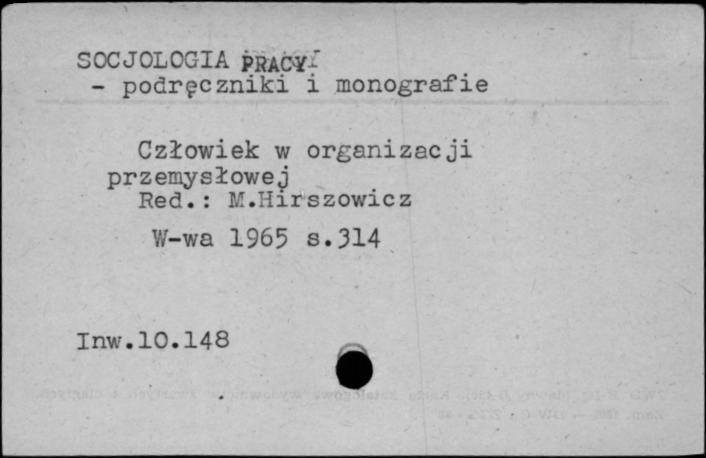 SOCJOLOGIA PRACY
- podręczniki i monografie
Człowiek w organizacji
przemysłowej
Red.: M.Hirszowicz
W-wa 1965 s.314
Inw.10.148